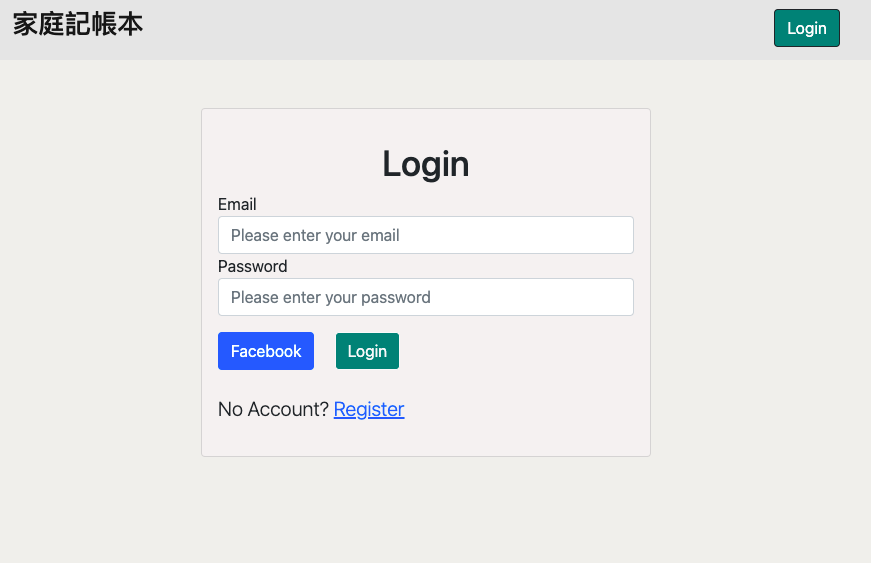 家庭記帳本
Login
Login
Email
Please enter your email
Password
Please enter your password
Facebook
Login
No Account? Register